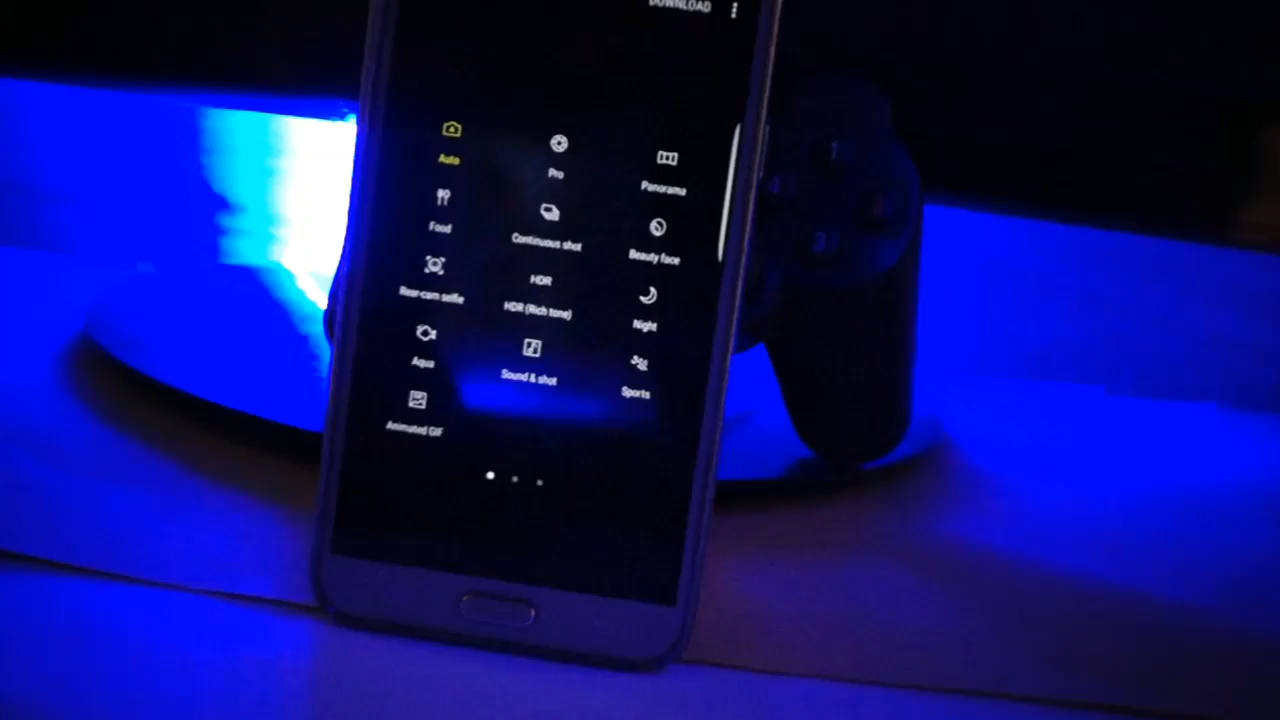 DOWNLOAD
Auto
Pro
Panorama
Food
Continuous shot
Beauty face
Rear-cam selfie
HDR
HDR (Rich tone)
Night
Aqua
Sound & shot
Sports
Animated GIF